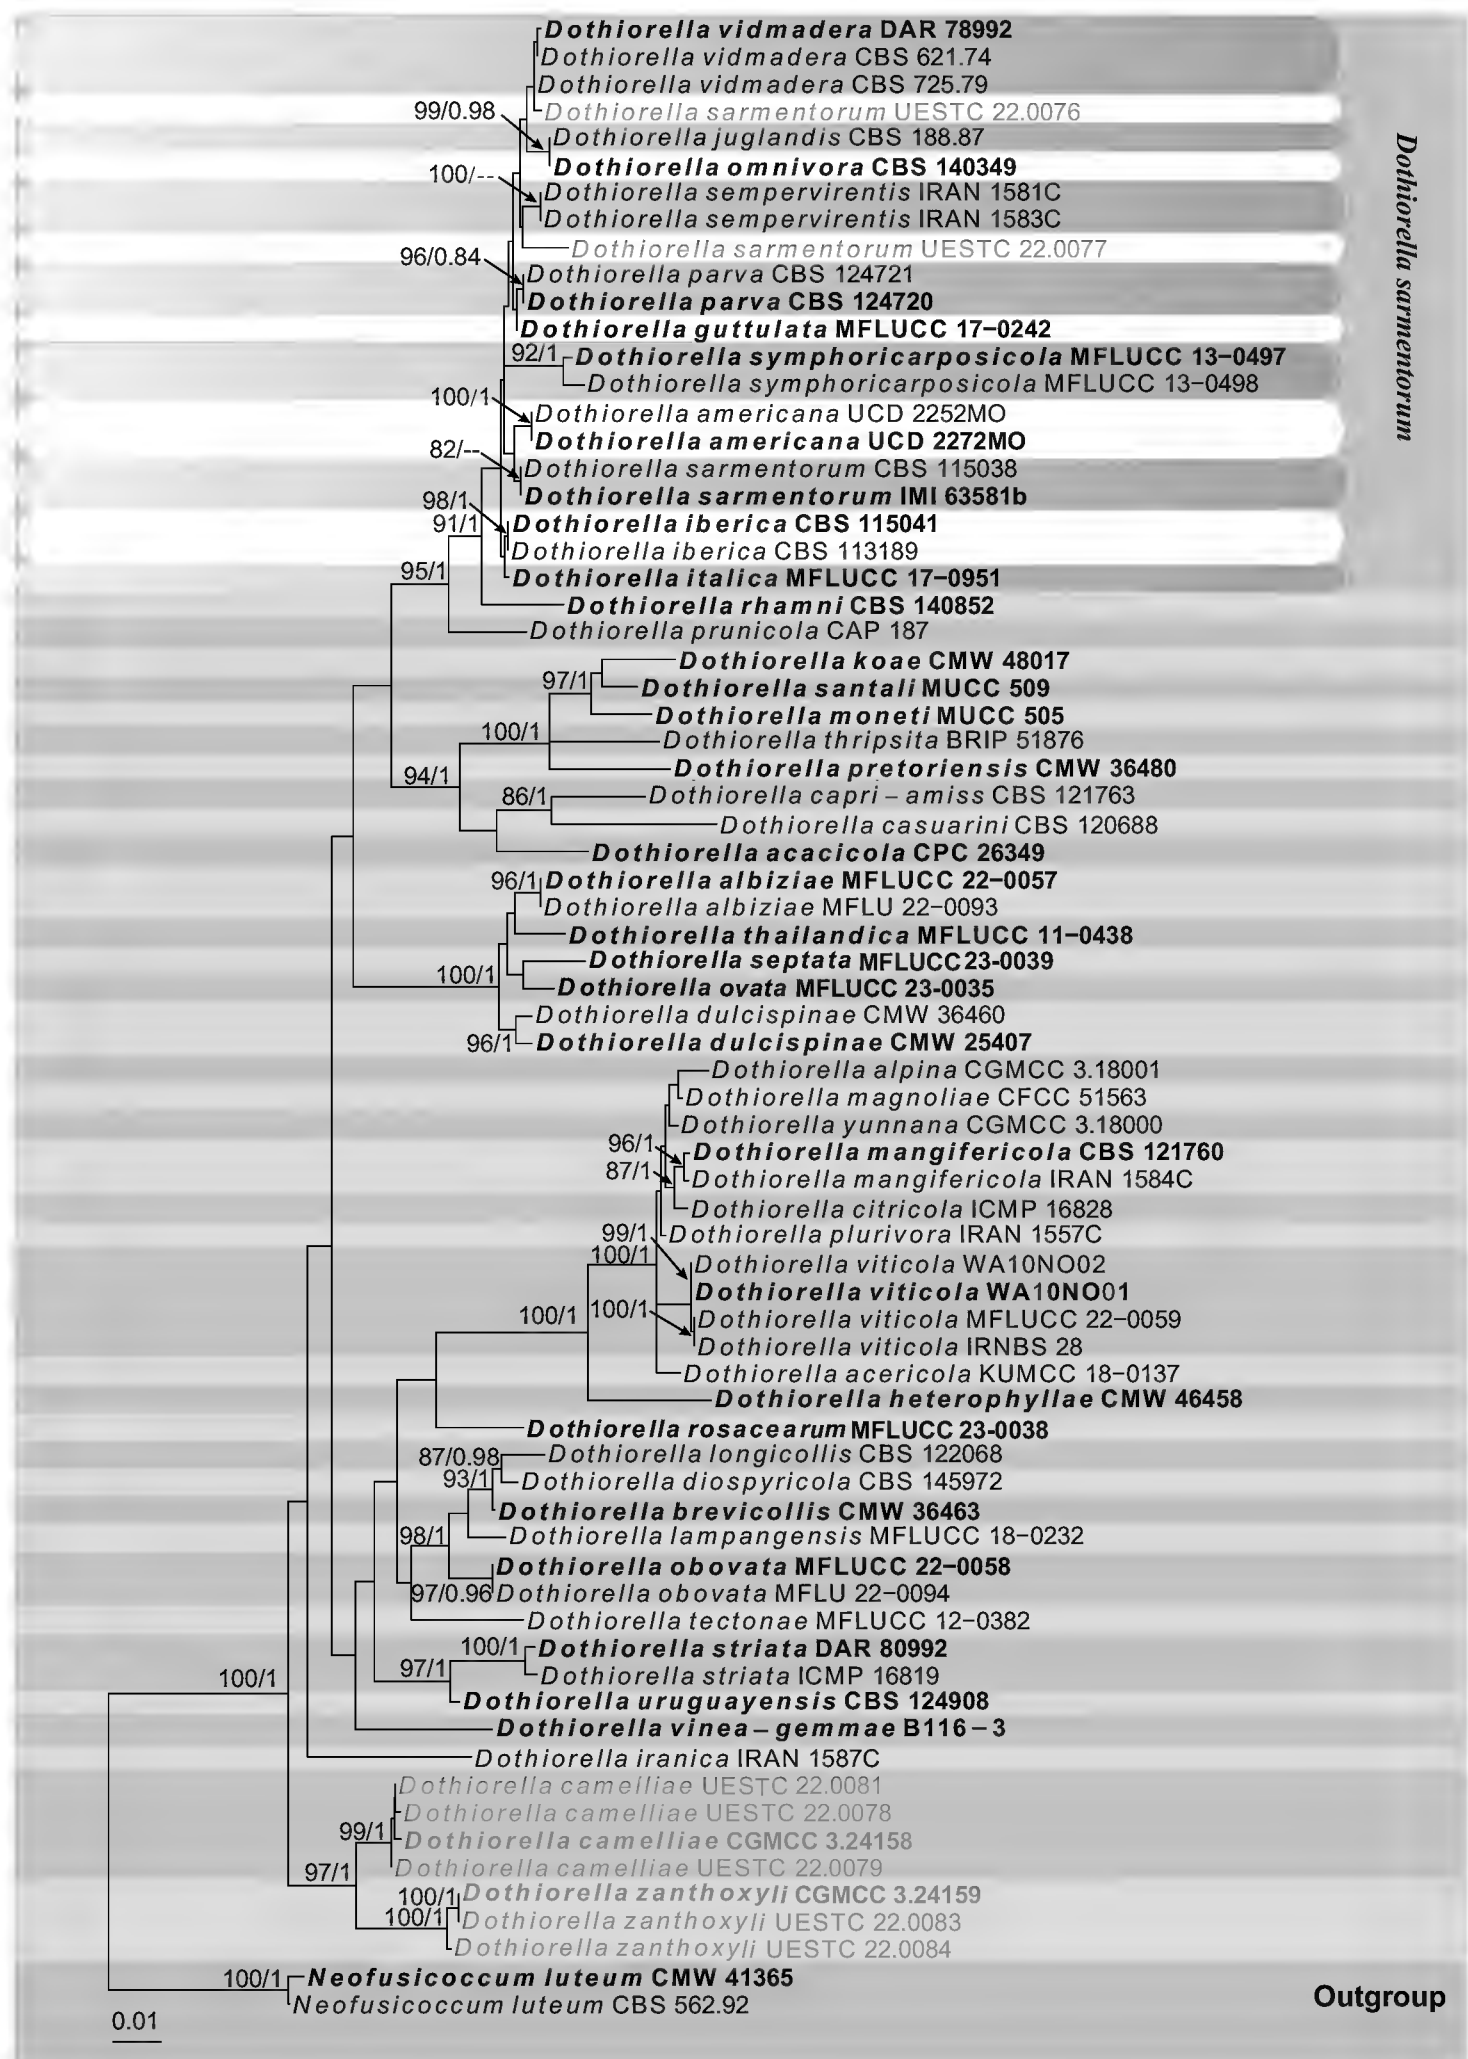 Dothiorella vidmadera DAR 78992
Dothiorella vidmadera CBS 621.74
Dothiorella vidmadera CBS 725.79
Dothiorella sarmentorum UESTC 22.0076
99/0.98
Dothiorella juglandis CBS 188.87
Dothiorella omnivora CBS 140349
100/--
Dothiorella sempervirentis IRAN 1581C
Dothiorella sempervirentis IRAN 1583C
Dothiorella sarmentorum UESTC 22.0077
96/0.84
Dothiorella parva CBS 124721
Dothiorella parva CBS 124720
Dothiorella guttulata MFLUCC 17−0242
92/1
Dothiorella symphoricarposicola MFLUCC 13−0497
Dothiorella symphoricarposicola MFLUCC 13−0498
100/1
Dothiorella americana UCD 2252MO
Dothiorella americana UCD 2272MO
82/--
Dothiorella sarmentorum CBS 115038
Dothiorella sarmentorum IMI 63581b
98/1
91/1
Dothiorella iberica CBS 115041
Dothiorella iberica CBS 113189
95/1
Dothiorella italica MFLUCC 17−0951
Dothiorella sarmentorum
Dothiorella rhamni CBS 140852
Dothiorella prunicola CAP 187
Dothiorella koae CMW 48017
97/1
Dothiorella santali MUCC 509
Dothiorella moneti MUCC 505
100/1
Dothiorella thripsita BRIP 51876
Dothiorella pretoriensis CMW 36480
94/1
86/1
Dothiorella capri−amiss CBS 121763
Dothiorella casuarini CBS 120688
Dothiorella acacicola CPC 26349
96/1
Dothiorella albiziae MFLUCC 22−0057
Dothiorella albiziae MFLU 22−0093
Dothiorella thailandica MFLUCC 11−0438
Dothiorella septata MFLUCC23-0039
100/1
Dothiorella ovata MFLUCC 23-0035
Dothiorella dulcispinae CMW 36460
96/1
Dothiorella dulcispinae CMW 25407
Dothiorella alpina CGMCC 3.18001
Dothiorella magnoliae CFCC 51563
Dothiorella yunnana CGMCC 3.18000
96/1
Dothiorella mangifericola CBS 121760
87/1
Dothiorella mangifericola IRAN 1584C
Dothiorella citricola ICMP 16828
99/1
Dothiorella plurivora IRAN 1557C
100/1
Dothiorella viticola WA10NO02
Dothiorella viticola WA10NO01
100/1
100/1
Dothiorella viticola MFLUCC 22−0059
Dothiorella viticola IRNBS 28
Dothiorella acericola KUMCC 18−0137
Dothiorella heterophyllae CMW 46458
Dothiorella rosacearum MFLUCC 23-0038
87/0.98
Dothiorella longicollis CBS 122068
93/1
Dothiorella diospyricola CBS 145972
Dothiorella brevicollis CMW 36463
98/1
Dothiorella lampangensis MFLUCC 18−0232
Dothiorella obovata MFLUCC 22−0058
97/0.96
Dothiorella obovata MFLU 22−0094
Dothiorella tectonae MFLUCC 12−0382
100/1
Dothiorella striata DAR 80992
97/1
Dothiorella striata ICMP 16819
100/1
Dothiorella uruguayensis CBS 124908
Dothiorella vinea−gemmae B116−3
Dothiorella iranica IRAN 1587C
Dothiorella camelliae UESTC 22.0081
Dothiorella camelliae UESTC 22.0078
99/1
Dothiorella camelliae CGMCC 3.24158
97/1
Dothiorella camelliae UESTC 22.0079
100/1
Dothiorella zanthoxyli CGMCC 3.24159
100/1
Dothiorella zanthoxyli UESTC 22.0083
Dothiorella zanthoxyli UESTC 22.0084
100/1
Neofusicoccum luteum CMW 41365
Neofusicoccum luteum CBS 562.92
Outgroup
0.01